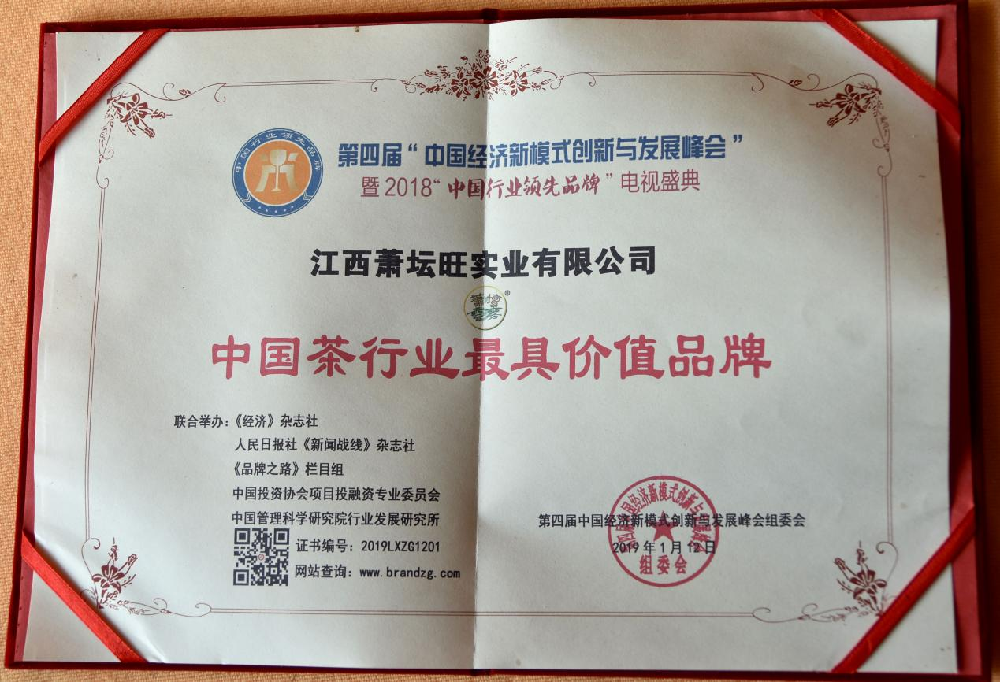 中国行业领先品牌
第四届“中国经济新模式创新与发展峰会”
暨2018“中国行业领先品牌”电视盛典
江西萧坛旺实业有限公司
®
中国茶行业最具价值品牌
联合举办：《经济》杂志社
人民日报社《新闻战线》杂志社
《品牌之路》栏目组
中国投资协会项目投融资专业委员会
中国管理科学研究院行业发展研究所
证书编号：2019LXZG1201
网站查询：www.brandzg.com
第四届中国经济新模式创新与发展峰会组委会
2019年1月12日
组委会